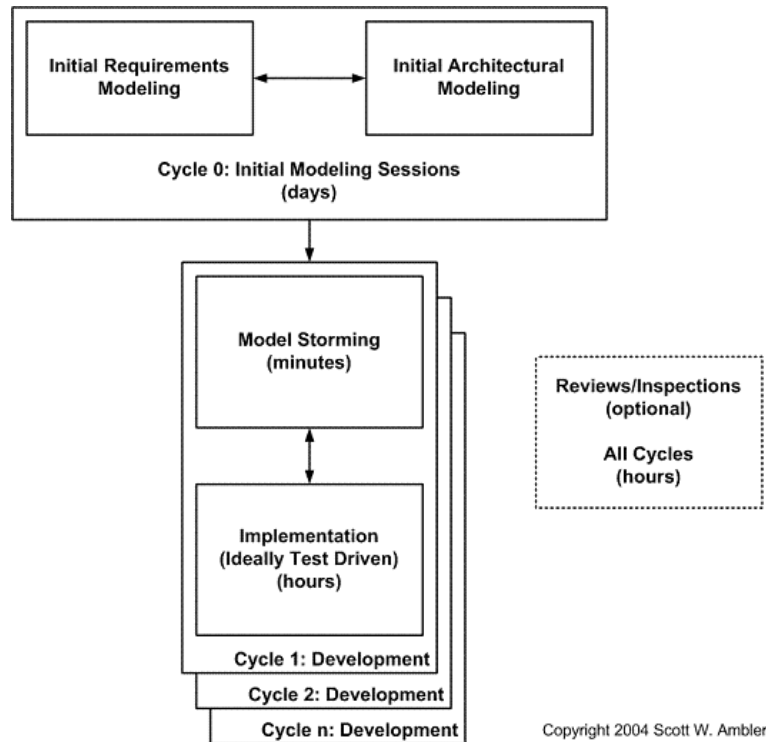 Initial Requirements
Modeling
Initial Architectural
Modeling
Cycle 0: Initial Modeling Sessions
(days)
Model Storming
(minutes)
Reviews/Inspections
(optional)
All Cycles
(hours)
Implementation
(Ideally Test Driven)
(hours)
Cycle 1: Development
Cycle 2: Development
Cycle n: Development
Copyright 2004 Scott W. Ambler